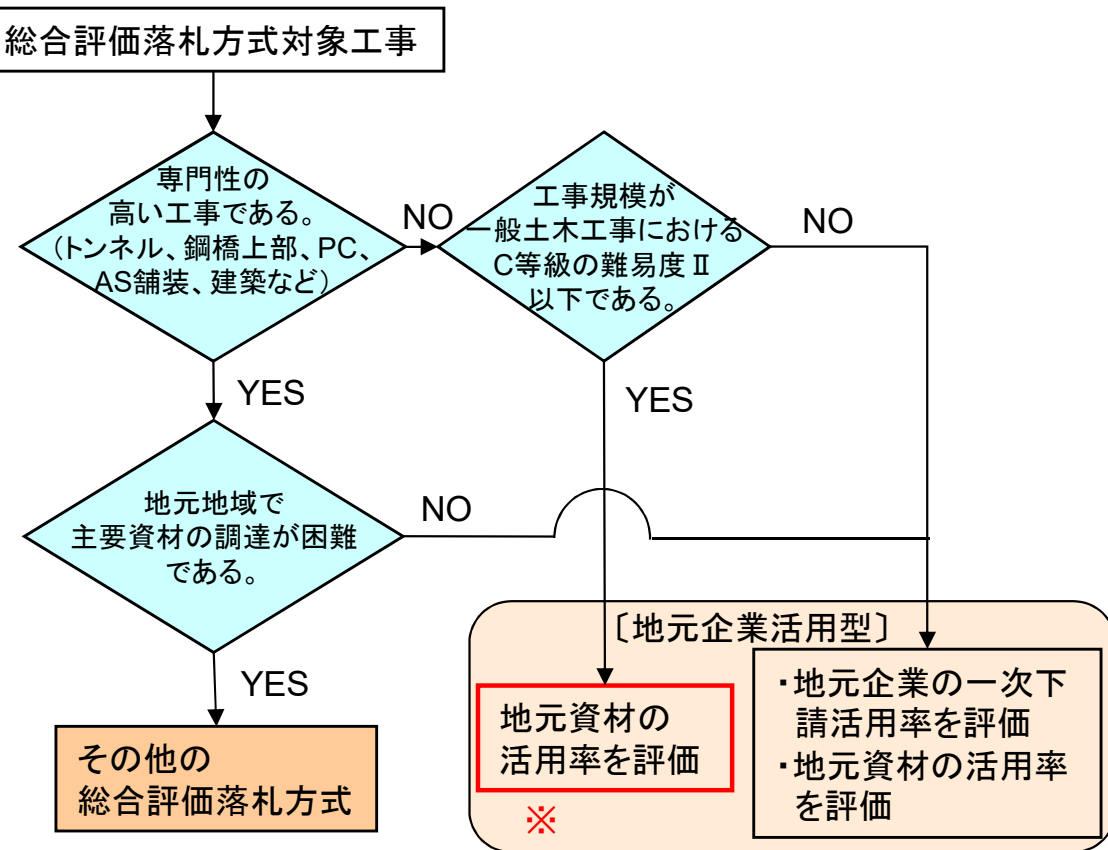 総合評価落札方式対象工事
専門性の
高い工事である。
(トンネル、鋼橋上部、PC、
AS舗装、建築など)
NO
工事規模が
一般土木工事における
C等級の難易度Ⅱ
以下である。
NO
YES
YES
地元地域で
主要資材の調達が困難
である。
NO
YES
その他の
総合評価落札方式
〔地元企業活用型〕
地元資材の
活用率を評価
※
・地元企業の一次下
請活用率を評価
・地元資材の活用率
を評価